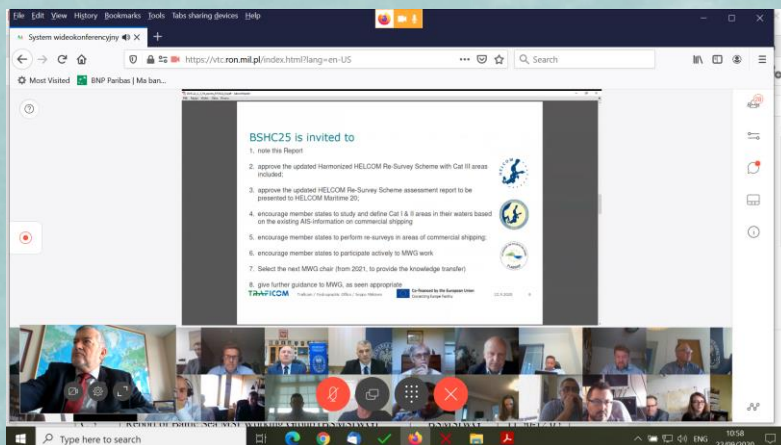 File Edit View History Bookmarks Tools Tabs sharing devices Help
System wideokonferencyjny
https://vtc.ron.mil.pl/index.html?lang=en-US
Search
Most Visited BNP Paribas | Ma ban...
BSHC25 is invited to
1. note this Report
2. approve the updated Harmonized HELCOM Re-Survey Scheme with Cat III areas
included;
3. approve the updated HELCOM Re-Survey Scheme assessment report to be
presented to HELCOM Maritime 20;
4. encourage member states to study and define Cat I & II areas in their waters based
on the existing AIS-information on commercial shipping
5. encourage member states to perform re-surveys in areas of commercial shipping;
6. encourage member states to participate actively to MWG work
7. Select the next MWG chair (from 2021, to provide the knowledge transfer)
8. give further guidance to MWG, as seen appropriate
TRAFICOM
Co-financed by the European Union
Connecting Europe Facility
Type here to search
ENG
10:58